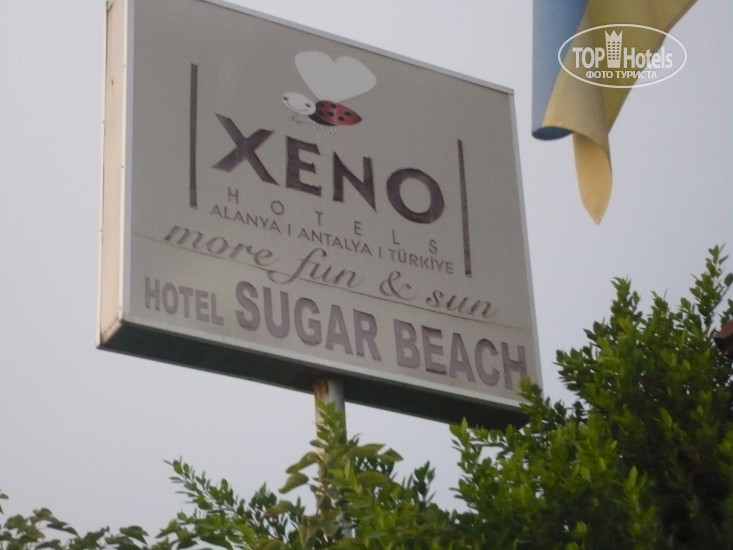 XENO
HOTELS
ALANYA I ANTALYA I TÜRKİYE
more fun & sun
HOTEL SUGAR BEACH
TOP Hotels
ФОТО ТУРИСТА